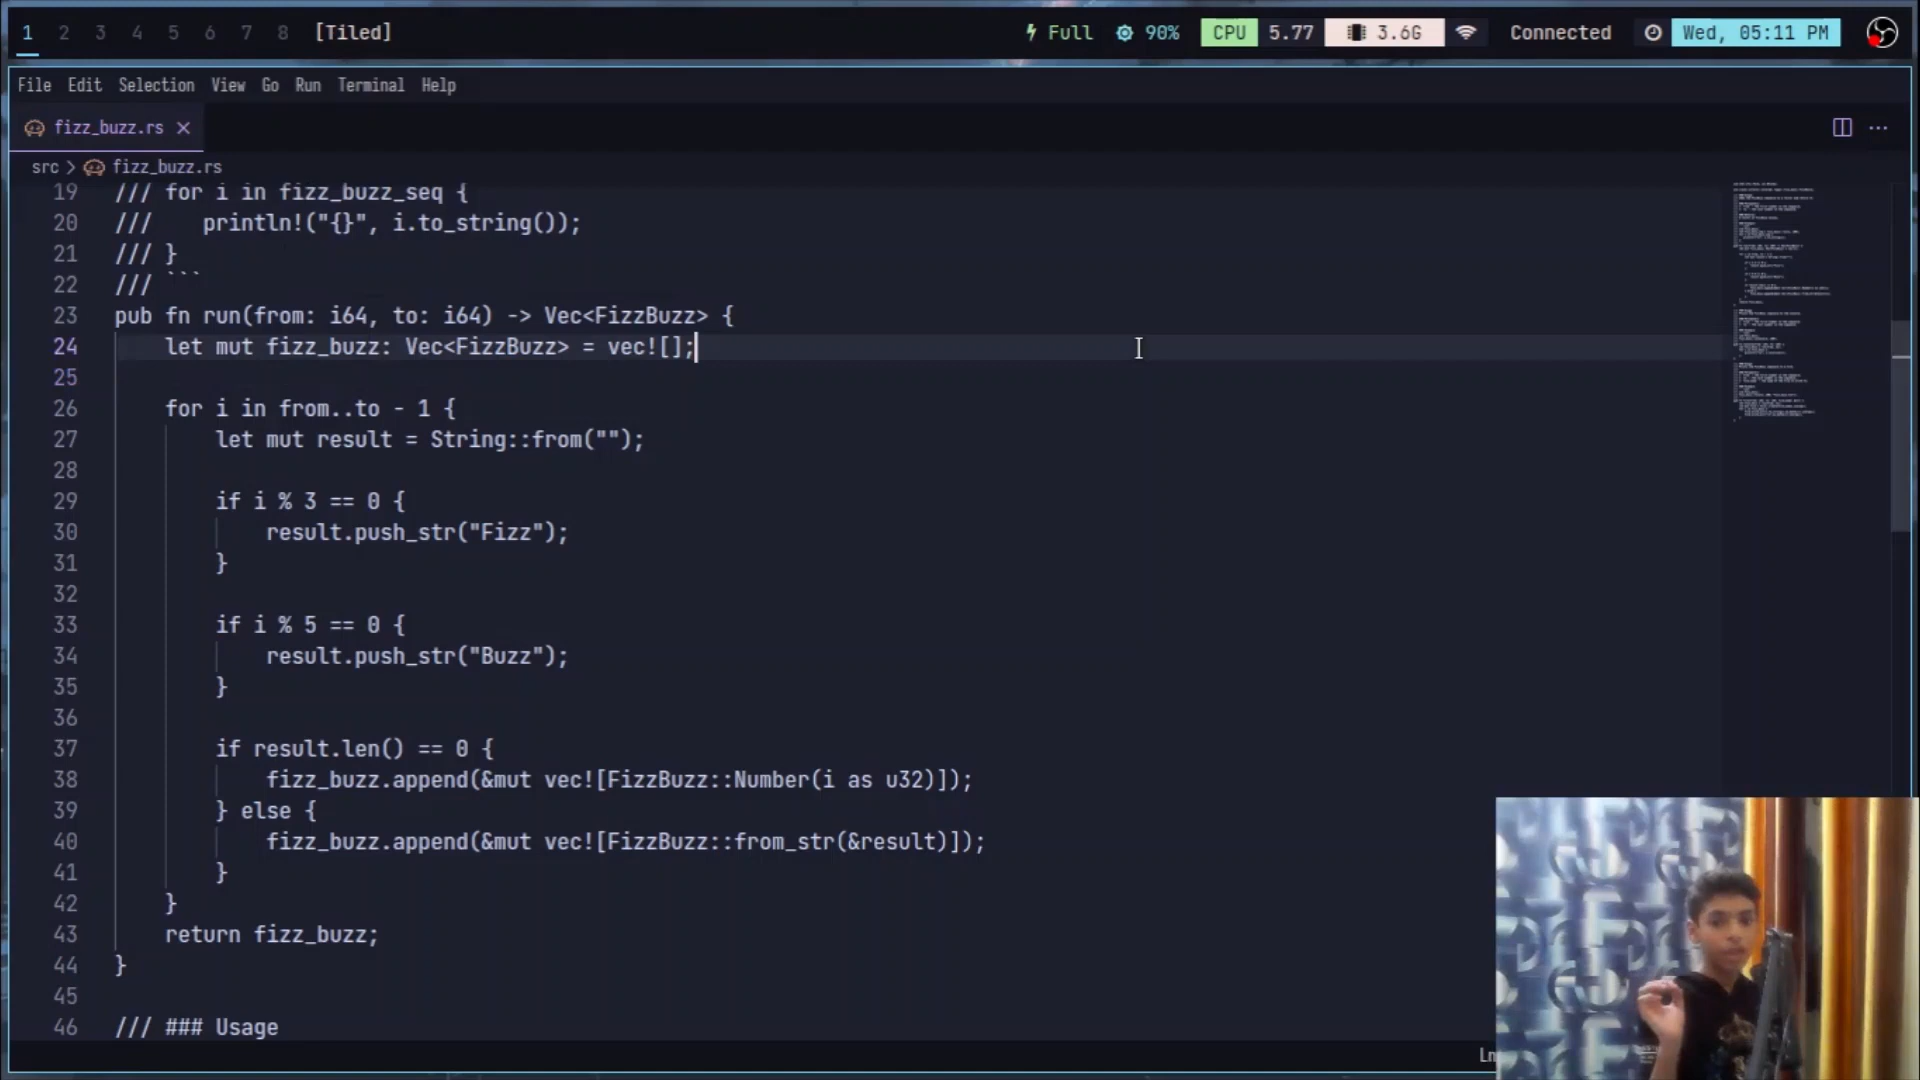 1 2 3 4 5 6 7 8 [Tiled] Full 90% CPU 5.77 3.6G Connected Wed, 05:11 PM
File Edit Selection View Go Run Terminal Help
fizz_buzz.rs
src > fizz_buzz.rs
19 /// for i in fizz_buzz_seq {
20 ///    println!("{}", i.to_string());
21 /// }
22 /// ```
23 pub fn run(from: i64, to: i64) -> Vec<FizzBuzz> {
24     let mut fizz_buzz: Vec<FizzBuzz> = vec![];
25
26     for i in from..to - 1 {
27         let mut result = String::from("");
28
29         if i % 3 == 0 {
30             result.push_str("Fizz");
31         }
32
33         if i % 5 == 0 {
34             result.push_str("Buzz");
35         }
36
37         if result.len() == 0 {
38             fizz_buzz.append(&mut vec![FizzBuzz::Number(i as u32)]);
39         } else {
40             fizz_buzz.append(&mut vec![FizzBuzz::from_str(&result)]);
41         }
42     }
43     return fizz_buzz;
44 }
45
46 /// ### Usage
Ln